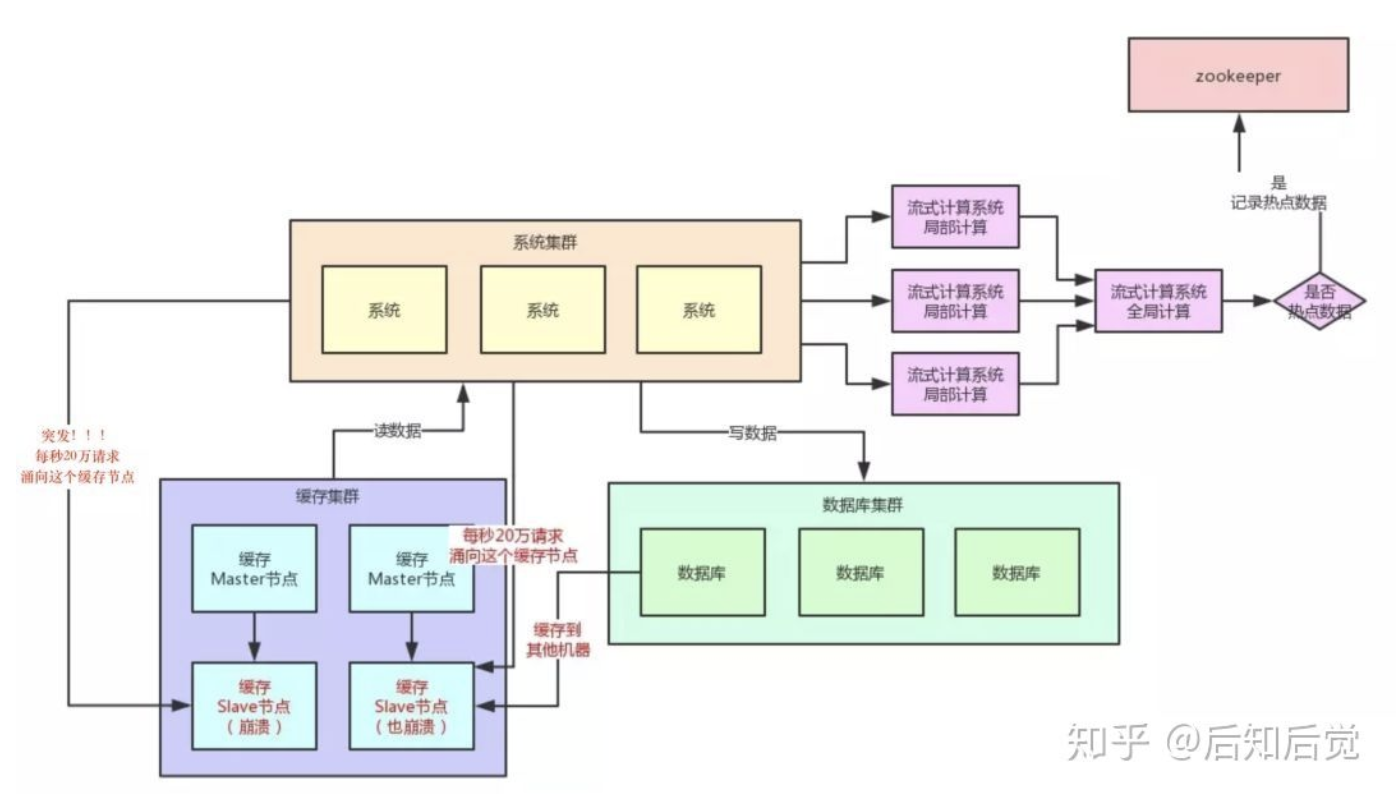 zookeeper
是
记录热点数据
流式计算系统
局部计算
系统集群
系统
系统
系统
流式计算系统
局部计算
流式计算系统
全局计算
是否
热点数据
流式计算系统
局部计算
突发！！！
每秒20万请求
涌向这个缓存节点
读数据
写数据
缓存集群
缓存
Master节点
缓存
Master节点
每秒20万请求
涌向这个缓存节点
数据库集群
数据库
数据库
数据库
缓存到
其他机器
缓存
Slave节点
（崩溃）
缓存
Slave节点
（也崩溃）
知乎 @后知后觉